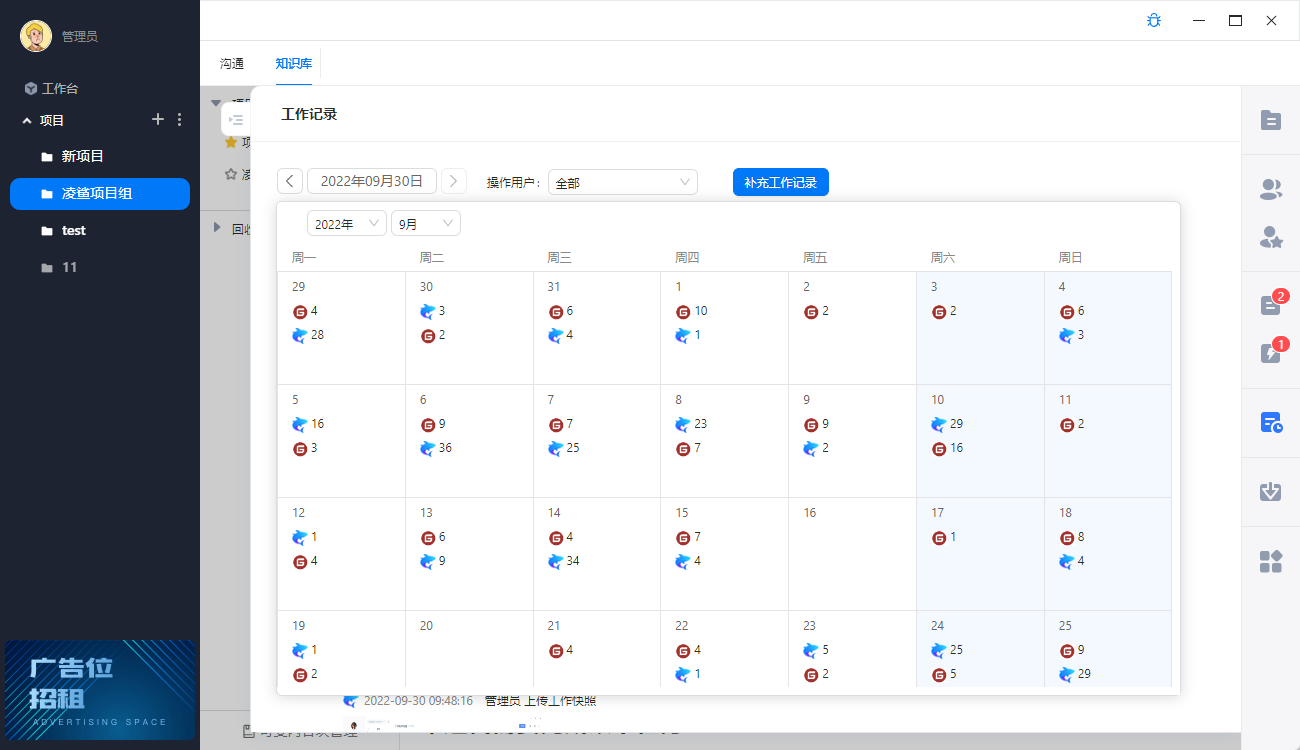 管理员
工作台
项目
新项目
凌鲨项目组
test
11
广告位
招租
ADVERTISING SPACE
沟通 知识库
工作记录
2022年09月30日 操作用户： 全部 补充工作记录
2022年 9月
周一 周二 周三 周四 周五 周六 周日
29 30 31 1 2 3 4
4 3 6 10 2 2 6
28 2 4 1 3
5 6 7 8 9 10 11
16 9 7 23 9 29 2
3 36 25 7 2 16
12 13 14 15 16 17 18
1 6 4 7 1 8
4 9 34 4 4
19 20 21 22 23 24 25
1 4 4 5 25 9
2 1 2 5 29
2022-09-30 09:48:16 管理员 上传工作快照
2
1